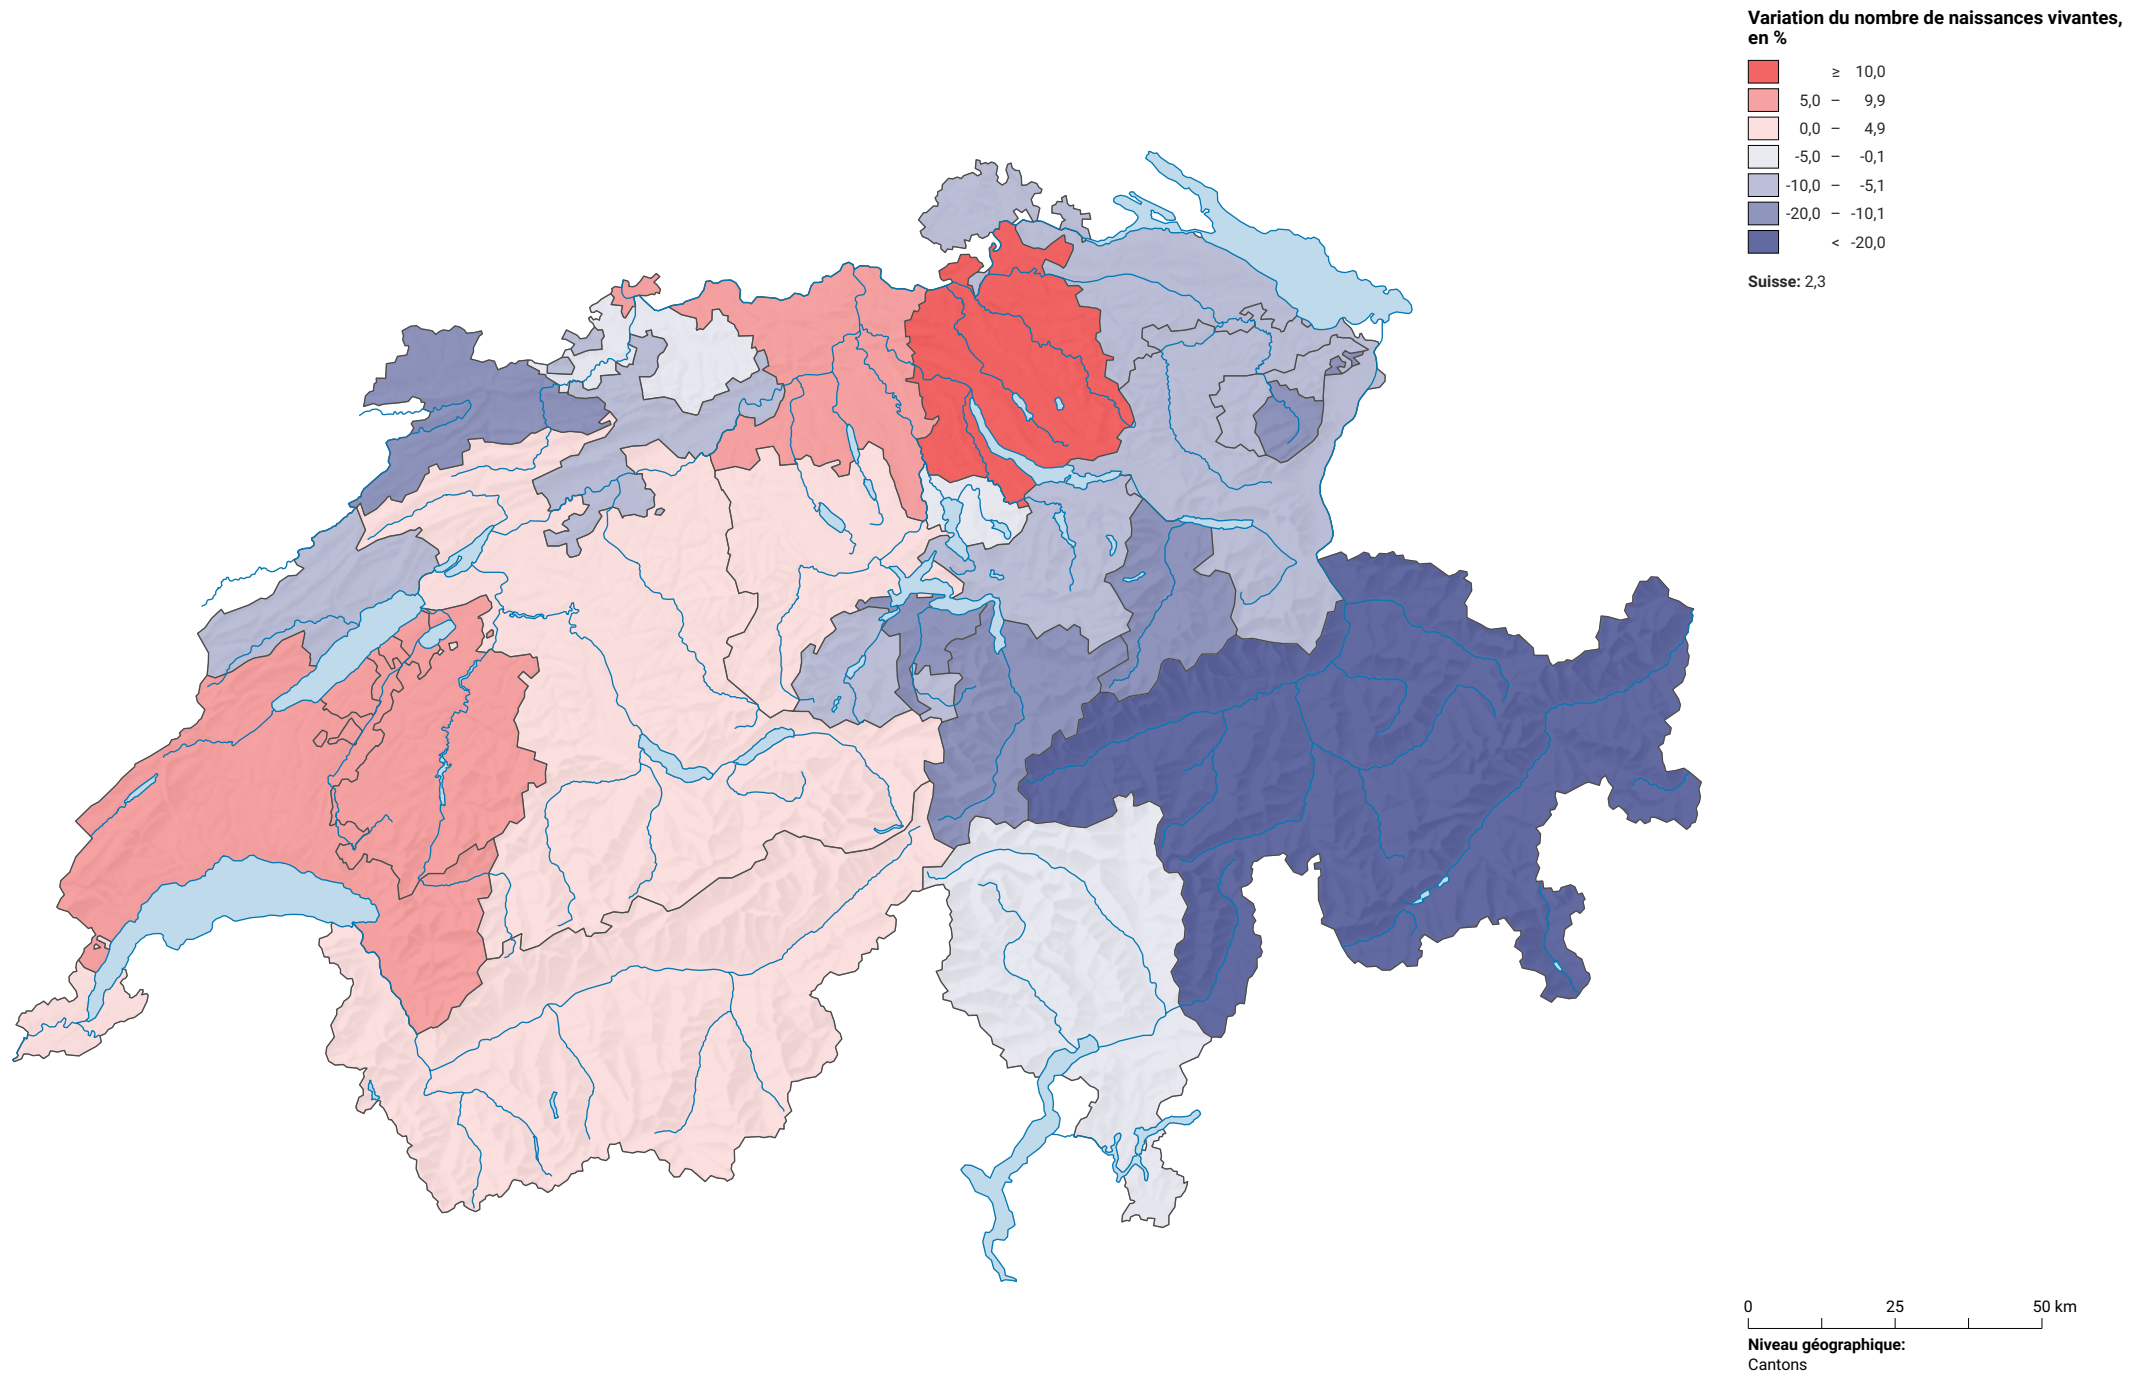 Variation du nombre de naissances vivantes,
en %
≥ 10,0
5,0 – 9,9
0,0 – 4,9
-5,0 – -0,1
-10,0 – -5,1
-20,0 – -10,1
< -20,0
Suisse: 2,3
0 25 50 km
Niveau géographique:
Cantons